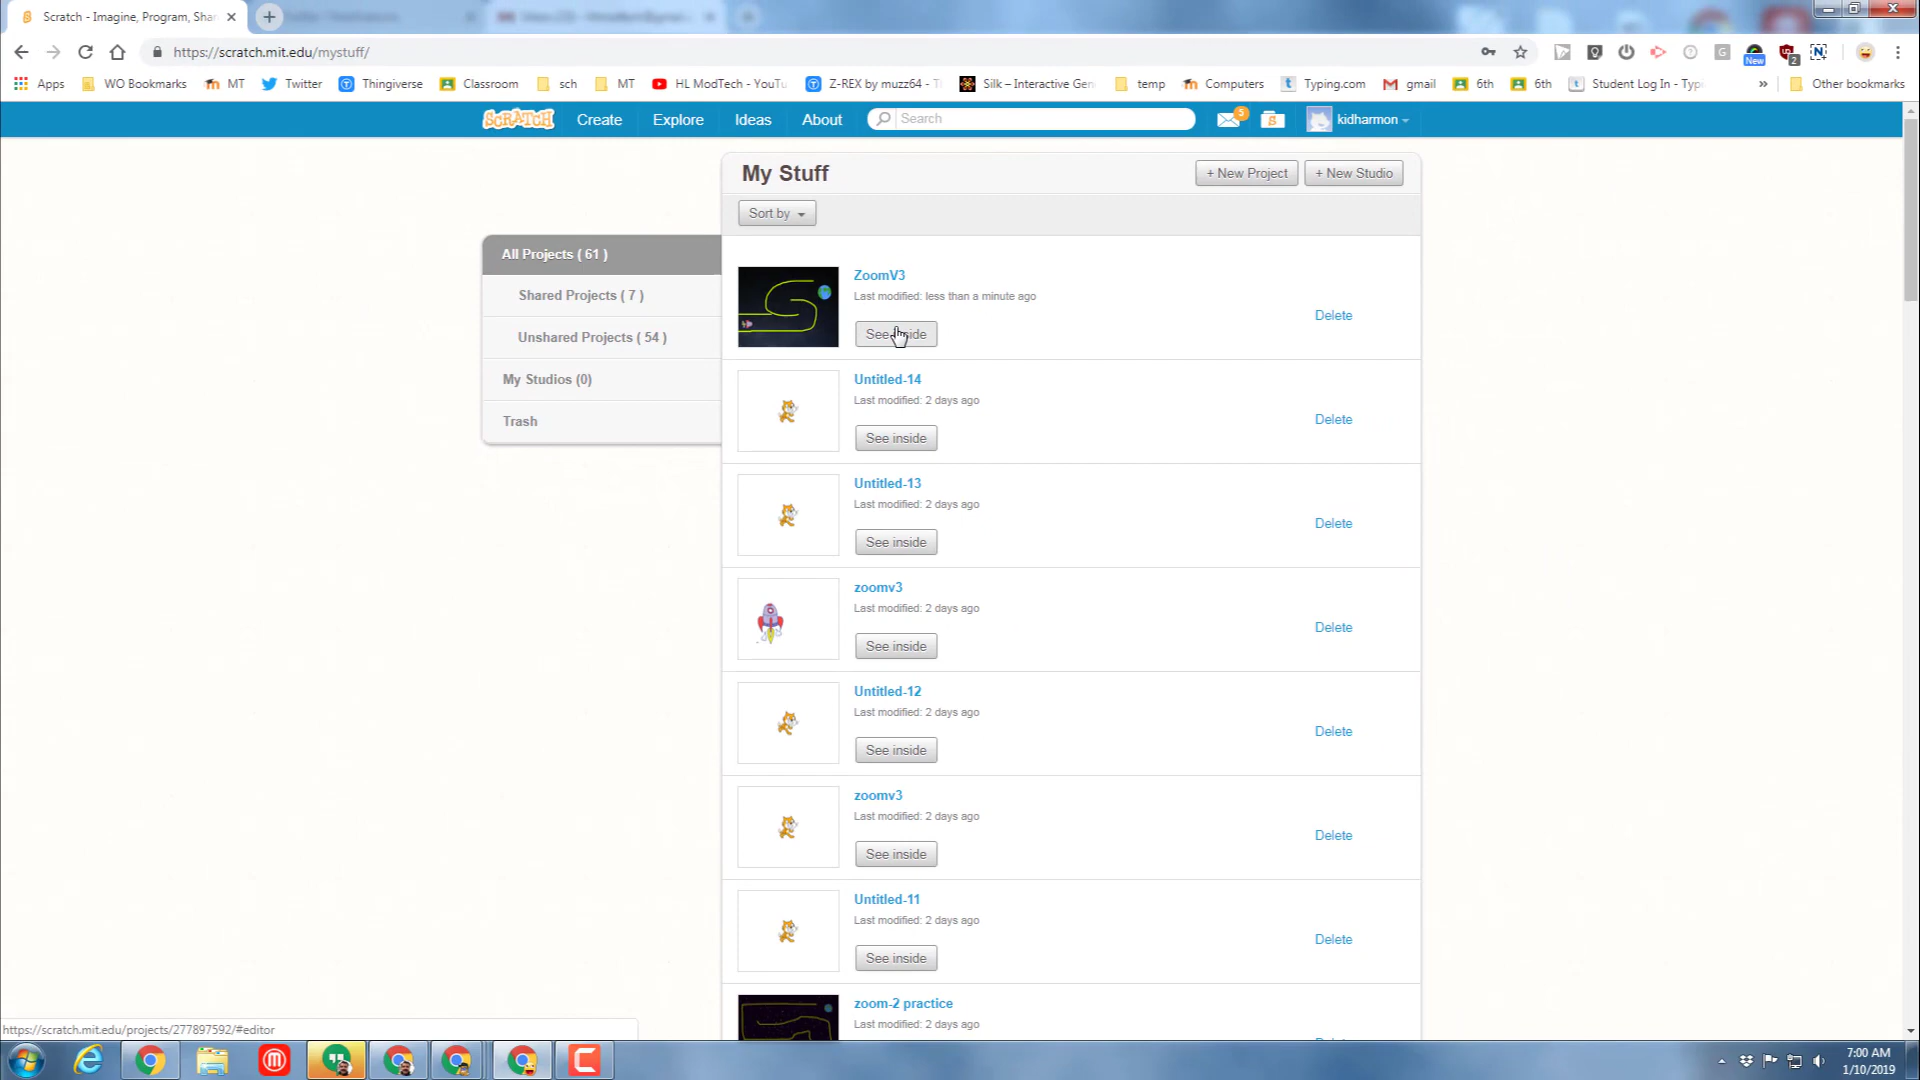 Scratch - Imagine, Program, Shar
https://scratch.mit.edu/mystuff/
New
2
Apps
WO Bookmarks
MT
Twitter
Thingiverse
Classroom
sch
MT
HL ModTech - YouTu
Z-REX by muzz64 - T
Silk – Interactive Gen
temp
Computers
Typing.com
gmail
6th
6th
Student Log In - Typi
Other bookmarks
SCRATCH
Create
Explore
Ideas
About
Search
5
kidharmon
My Stuff
+ New Project
+ New Studio
Sort by
All Projects ( 61 )
Shared Projects ( 7 )
Unshared Projects ( 54 )
My Studios (0)
Trash
ZoomV3
Last modified: less than a minute ago
See inside
Delete
Untitled-14
Last modified: 2 days ago
See inside
Delete
Untitled-13
Last modified: 2 days ago
See inside
Delete
zoomv3
Last modified: 2 days ago
See inside
Delete
Untitled-12
Last modified: 2 days ago
See inside
Delete
zoomv3
Last modified: 2 days ago
See inside
Delete
Untitled-11
Last modified: 2 days ago
See inside
Delete
zoom-2 practice
Last modified: 2 days ago
https://scratch.mit.edu/projects/277897592/#editor
7:00 AM
1/10/2019